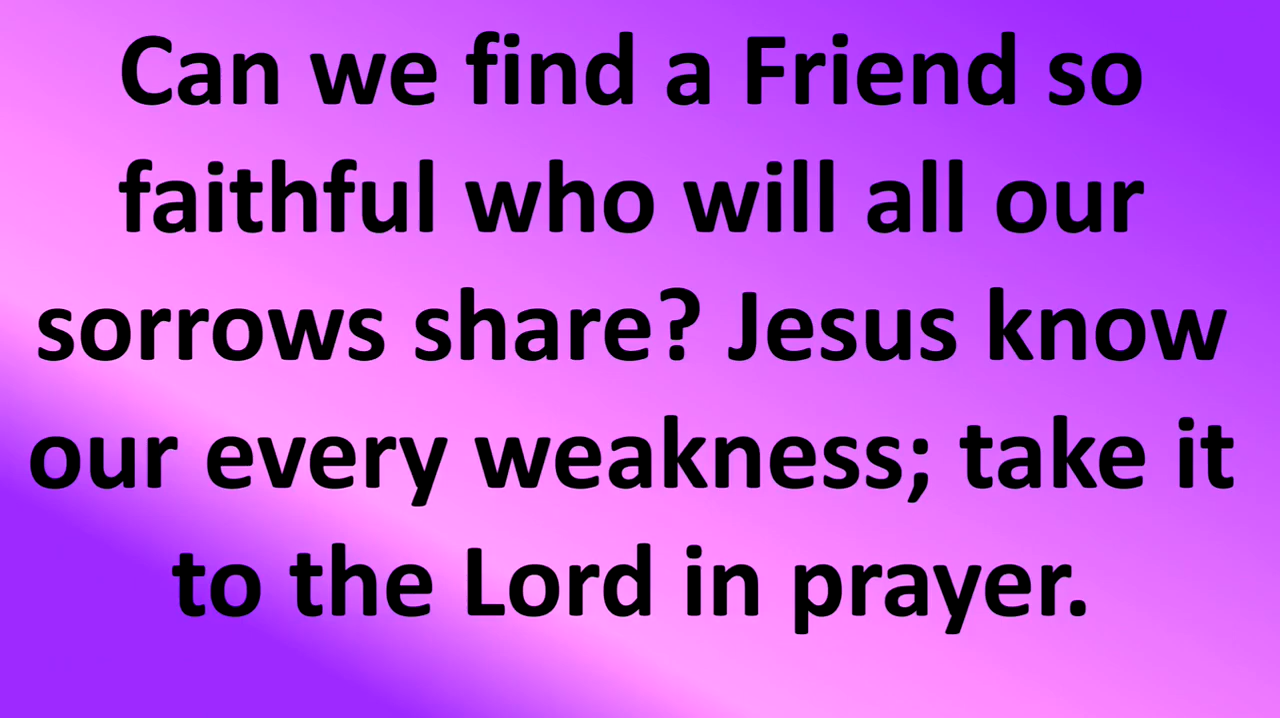 Can we find a Friend so
faithful who will all our
sorrows share? Jesus know
our every weakness; take it
to the Lord in prayer.